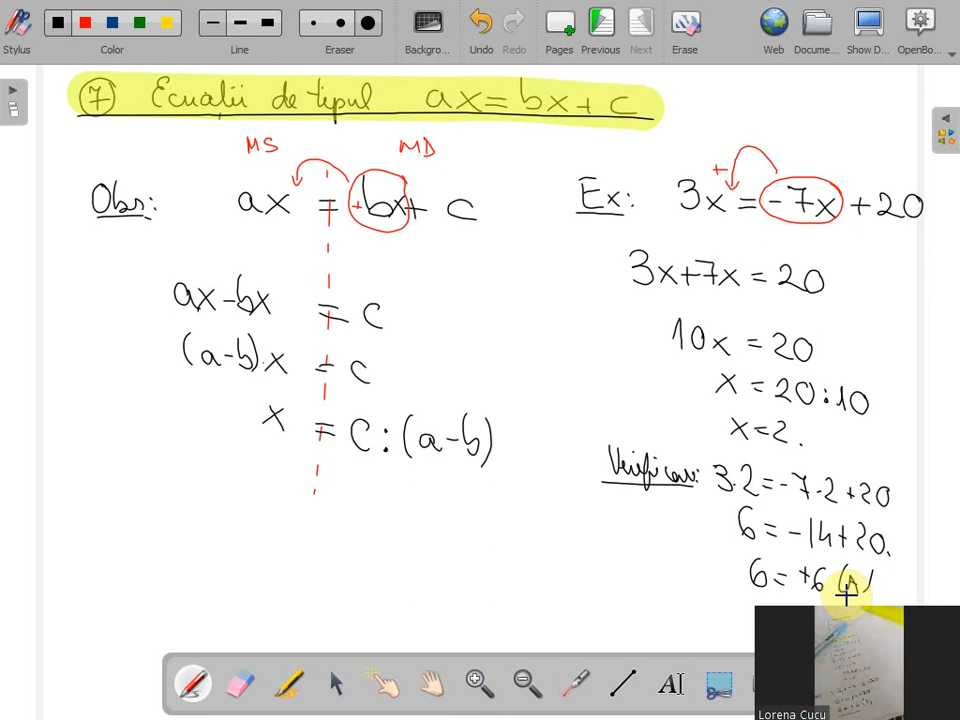 Stylus Color Line Eraser Backgro... Undo Redo Pages Previous Next Erase Web Docume... Show D... OpenBo...
⑦ Ecuații de tipul ax = bx + c
MS MD
Obs: ax = +bx + c
ax - bx = c
(a-b)·x = c
x = c : (a-b)
Ex: 3x = -7x + 20
+
3x + 7x = 20
10x = 20
x = 20 : 10
x = 2.
Verificare: 3·2 = -7·2 + 20
6 = -14 + 20.
6 = +6 (A)
Lorena Cucu